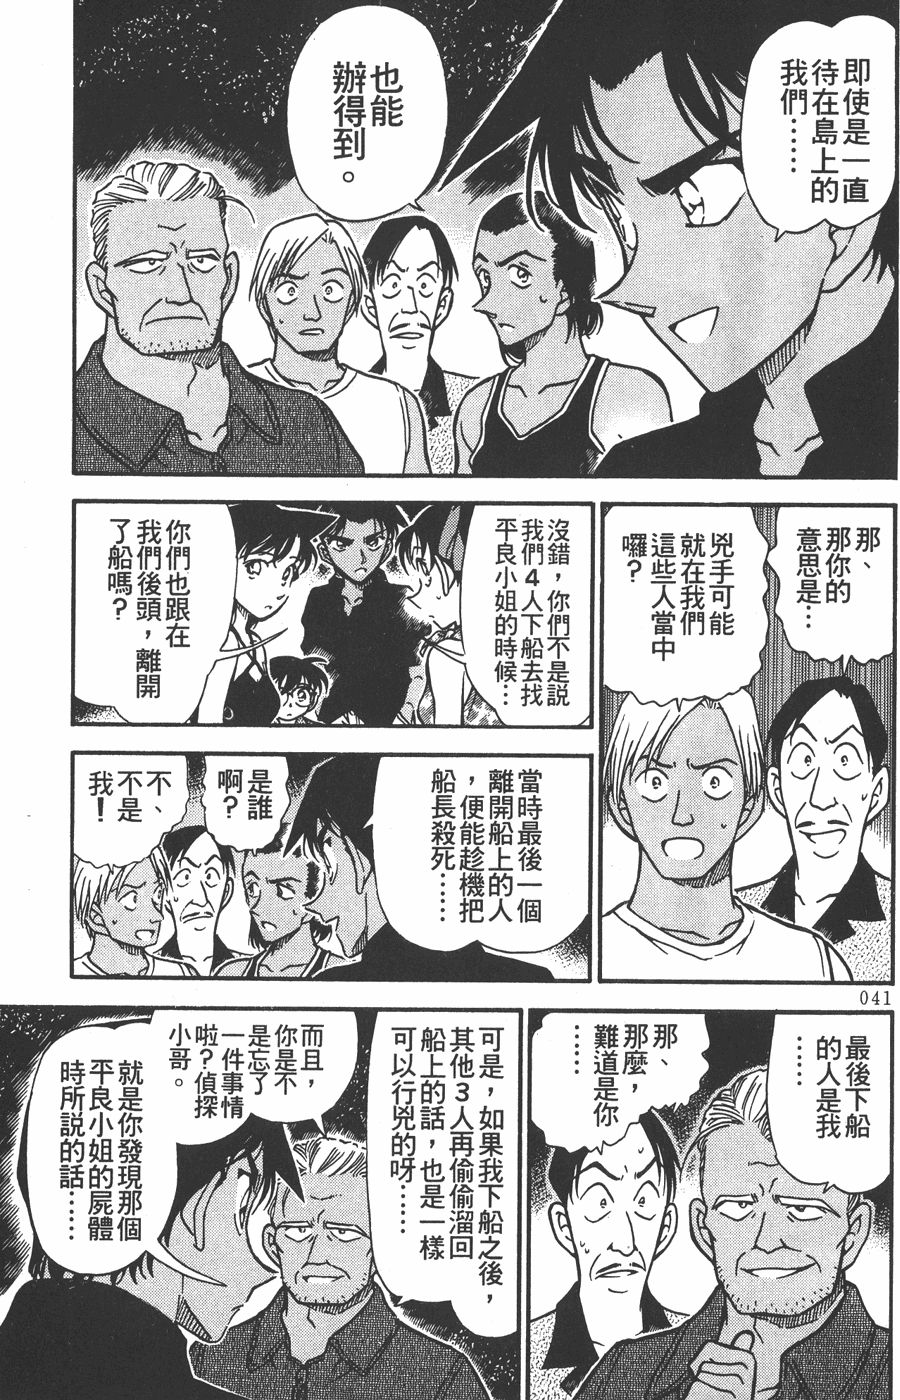 即使是一直
待在島上的
我們⋯⋯
也能
辦得到。
那、
那你的
意思是⋯
兇手可能
就在我們
這些人當中
囉？
沒錯，你們不是說
我們4人下船去找
平良小姐的時候⋯
你們也跟在
我們後頭，離開
了船嗎？
當時最後一個
離開船上的人
，便能趁機把
船長殺死⋯⋯
是誰
啊？
不、
不是
我！
最後下船
的人是我
⋯⋯
那、
那麼，
難道是你
⋯⋯
可是，如果我下船之後，
其他3人再偷偷溜回
船上的話，也是一樣
可以行兇的呀⋯⋯
而且，
你是不
是忘了
一件事情
啦？偵探
小哥。
就是你發現那個
平良小姐的屍體
時所說的話⋯⋯
041